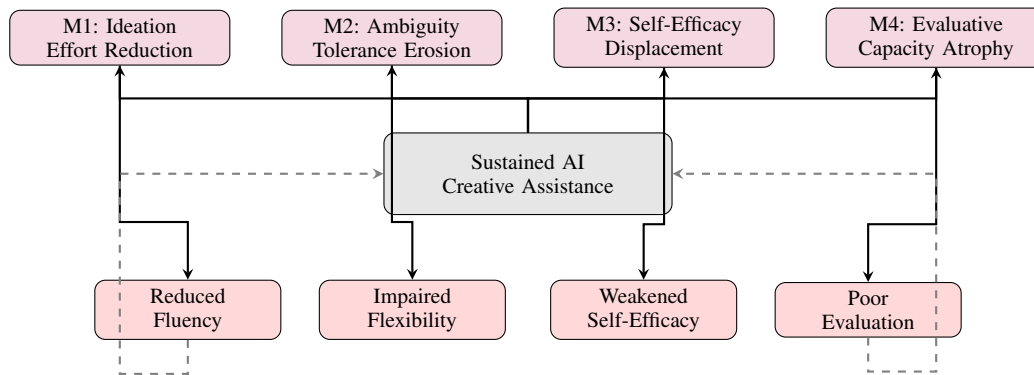 M1: Ideation
Effort Reduction
M2: Ambiguity
Tolerance Erosion
M3: Self-Efficacy
Displacement
M4: Evaluative
Capacity Atrophy
Sustained AI
Creative Assistance
Reduced
Fluency
Impaired
Flexibility
Weakened
Self-Efficacy
Poor
Evaluation